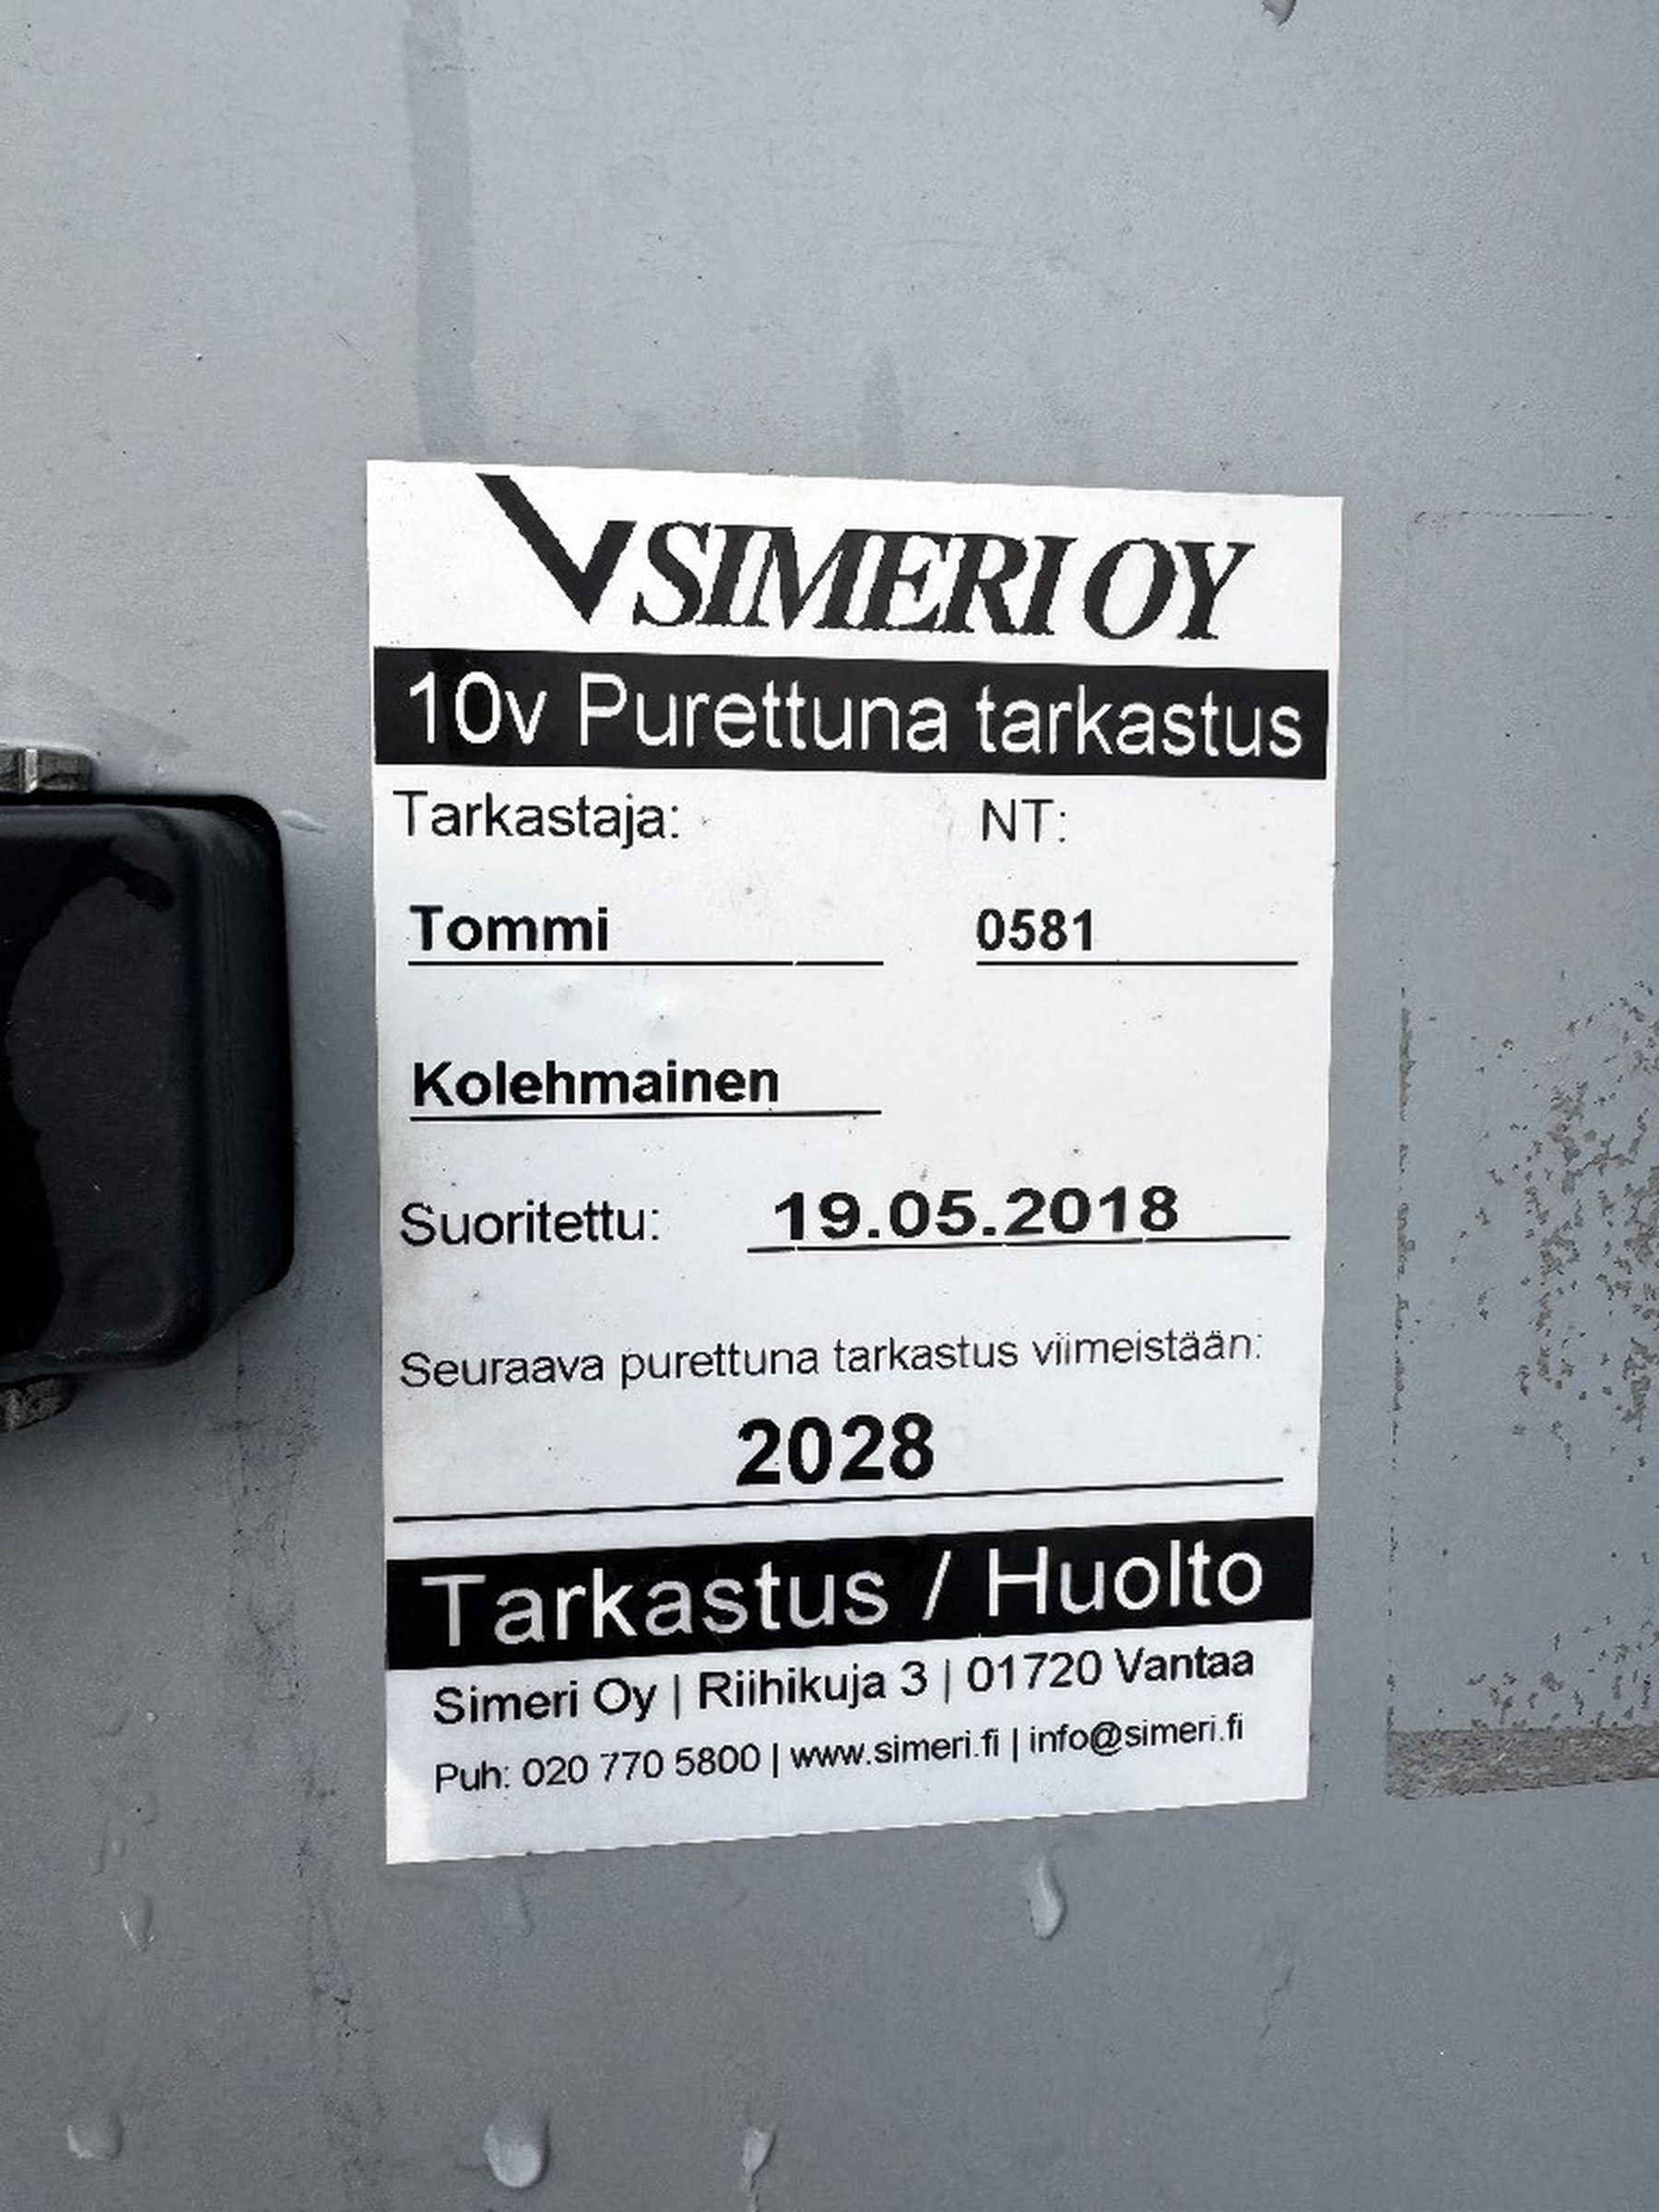 SIMERI OY
10v Purettuna tarkastus
Tarkastaja: NT:
Tommi 0581
Kolehmainen
Suoritettu: 19.05.2018
Seuraava purettuna tarkastus viimeistään:
2028
Tarkastus / Huolto
Simeri Oy | Riihikuja 3 | 01720 Vantaa
Puh: 020 770 5800 | www.simeri.fi | info@simeri.fi